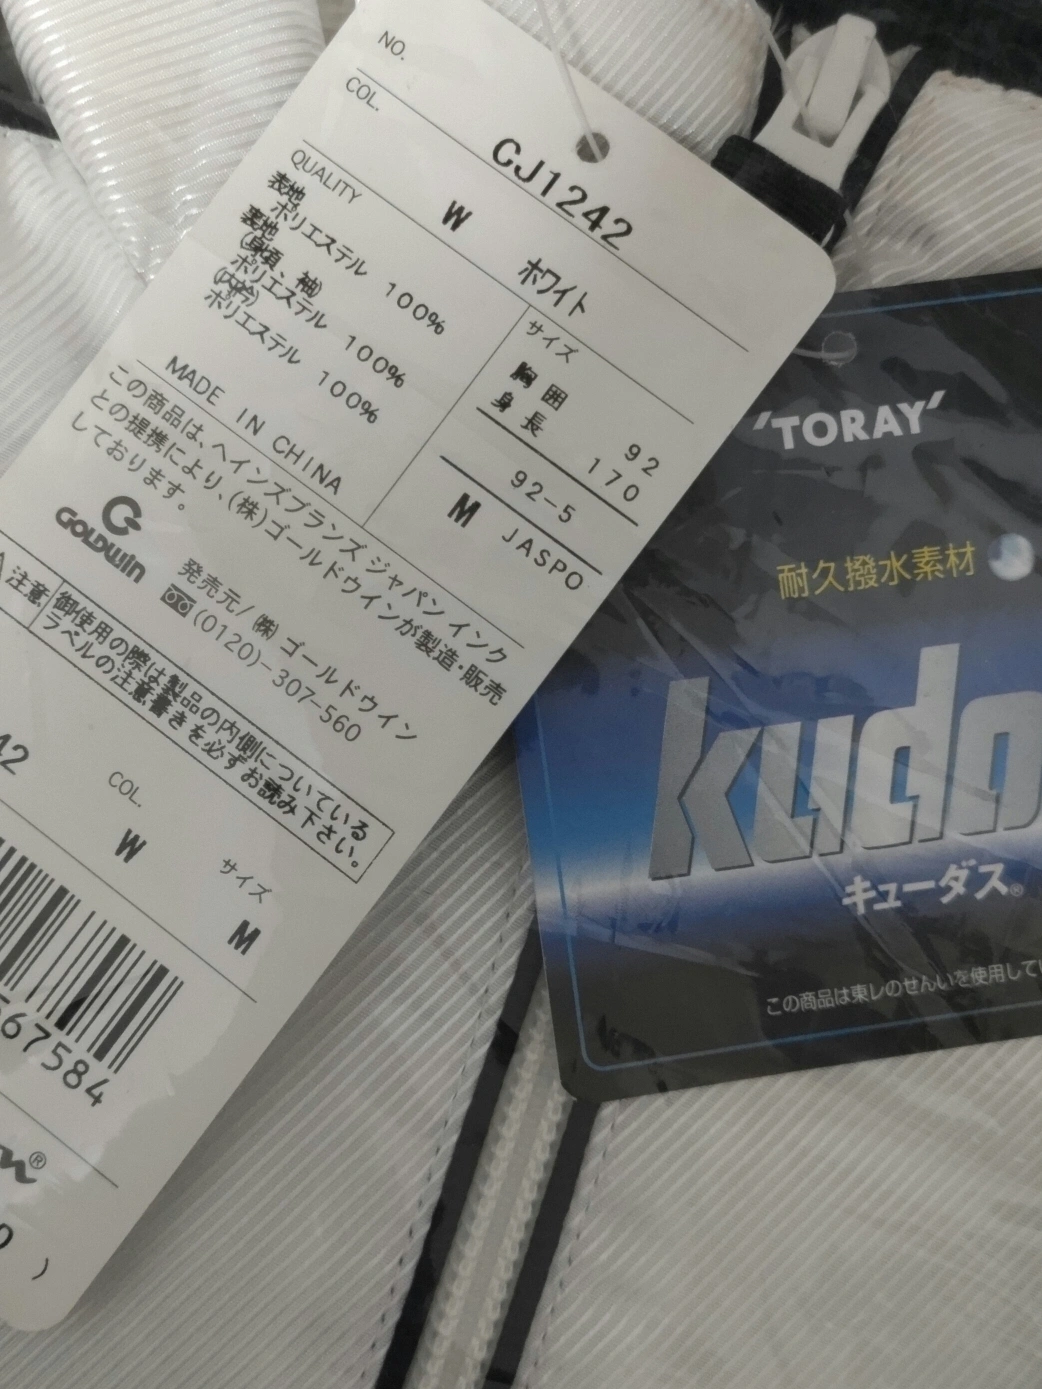 NO.
CJ1242
COL.
W ホワイト
QUALITY
表地
ポリエステル 100%
裏地
(身頃、袖)
ポリエステル 100%
(内衿)
ポリエステル 100%
MADE IN CHINA
サイズ
胸囲 92
身長 170
92-5
M JASPO
この商品は、ヘインズブランズ ジャパン インク
との提携により、(株)ゴールドウインが製造・販売
しております。
GOLDWIN
発売元/(株) ゴールドウイン
(0120)-307-560
注意
御使用の際は製品の内側についている
ラベルの注意書きを必ずお読み下さい。
42
COL.
W
サイズ
M
67584
®
)
'TORAY'
耐久撥水素材
kudo
キューダス®
この商品は東レのせんいを使用して